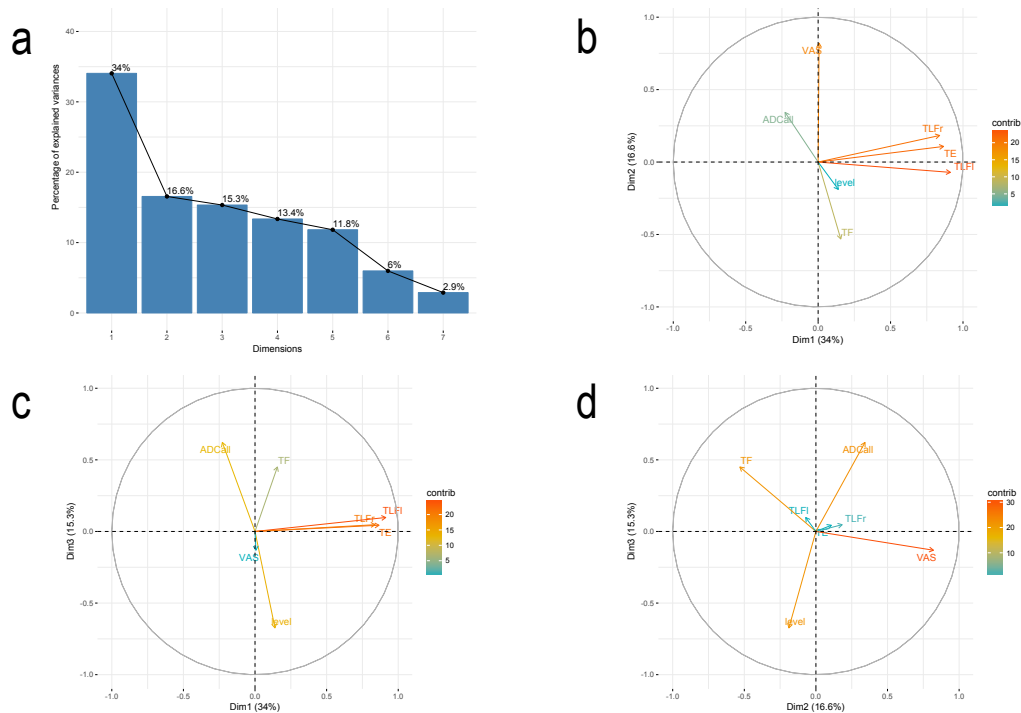 a
Percentage of explained variances
40
30
20
10
0
34%
16.6%
15.3%
13.4%
11.8%
6%
2.9%
1 2 3 4 5 6 7
Dimensions
b
Dim2 (16.6%)
1.0
0.5
0.0
-0.5
-1.0
VAS
ADCall
TLFr
TE
TLFl
level
TF
-1.0 -0.5 0.0 0.5 1.0
Dim1 (34%)
contrib
20
15
10
5
c
Dim3 (15.3%)
1.0
0.5
0.0
-0.5
-1.0
ADCall
TF
TLFl
TLFr
TE
VAS
level
-1.0 -0.5 0.0 0.5 1.0
Dim1 (34%)
contrib
20
15
10
5
d
Dim3 (15.3%)
1.0
0.5
0.0
-0.5
-1.0
ADCall
TF
TLFl
TLFr
TE
VAS
level
-1.0 -0.5 0.0 0.5 1.0
Dim2 (16.6%)
contrib
30
20
10